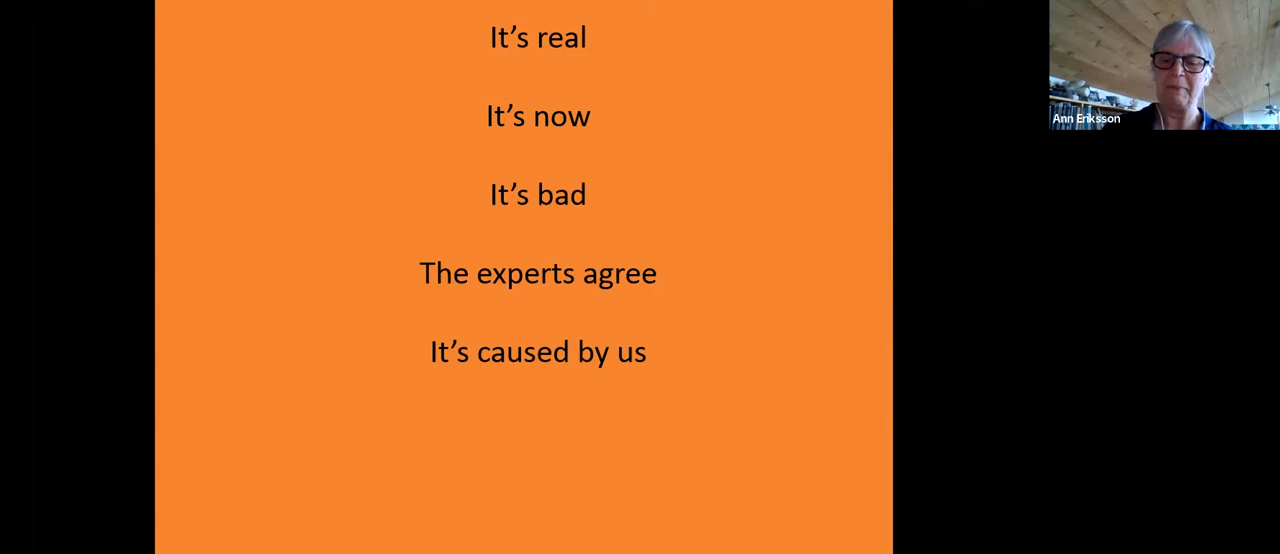 It’s real
It’s now
It’s bad
The experts agree
It’s caused by us
Ann Eriksson